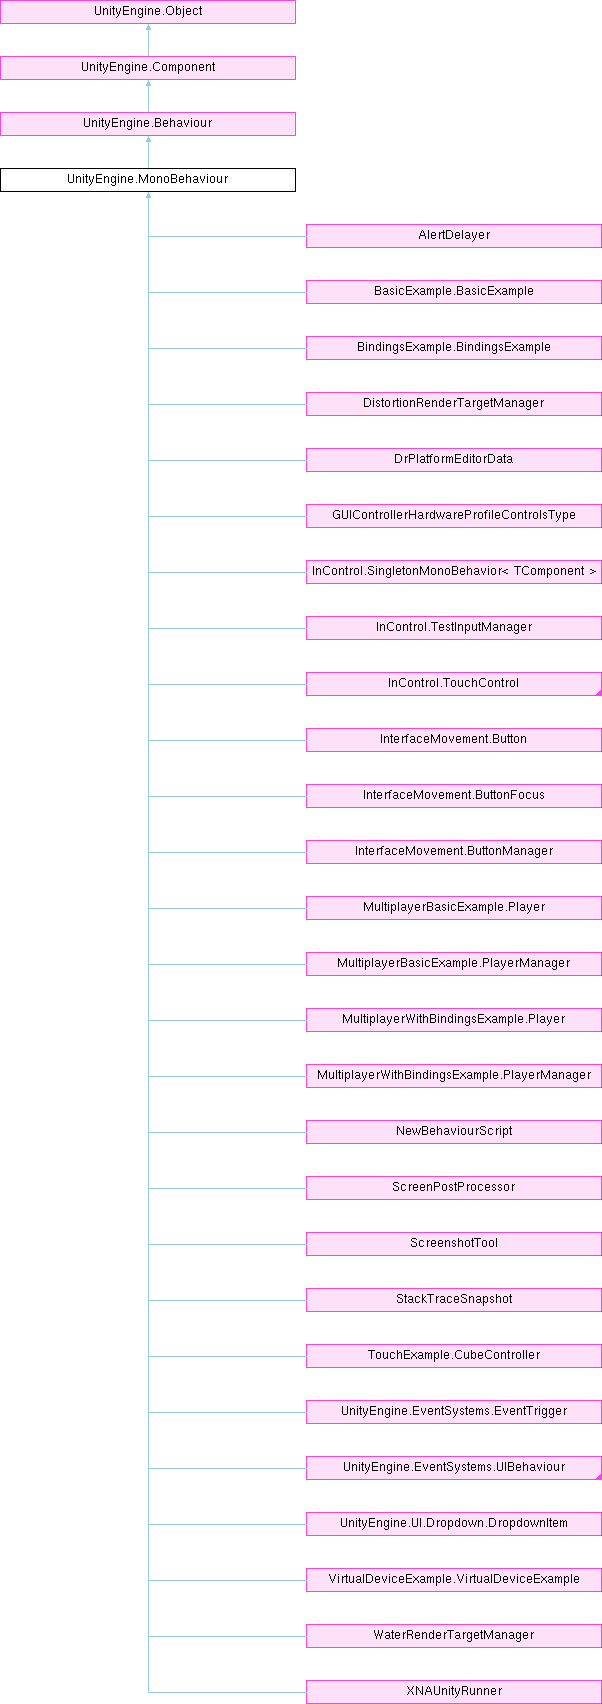 UnityEngine.Object
UnityEngine.Component
UnityEngine.Behaviour
UnityEngine.MonoBehaviour
AlertDelayer
BasicExample.BasicExample
BindingsExample.BindingsExample
DistortionRenderTargetManager
DrPlatformEditorData
GUIControllerHardwareProfileControlsType
InControl.SingletonMonoBehavior< TComponent >
InControl.TestInputManager
InControl.TouchControl
InterfaceMovement.Button
InterfaceMovement.ButtonFocus
InterfaceMovement.ButtonManager
MultiplayerBasicExample.Player
MultiplayerBasicExample.PlayerManager
MultiplayerWithBindingsExample.Player
MultiplayerWithBindingsExample.PlayerManager
NewBehaviourScript
ScreenPostProcessor
ScreenshotTool
StackTraceSnapshot
TouchExample.CubeController
UnityEngine.EventSystems.EventTrigger
UnityEngine.EventSystems.UIBehaviour
UnityEngine.UI.Dropdown.DropdownItem
VirtualDeviceExample.VirtualDeviceExample
WaterRenderTargetManager
XNAUnityRunner